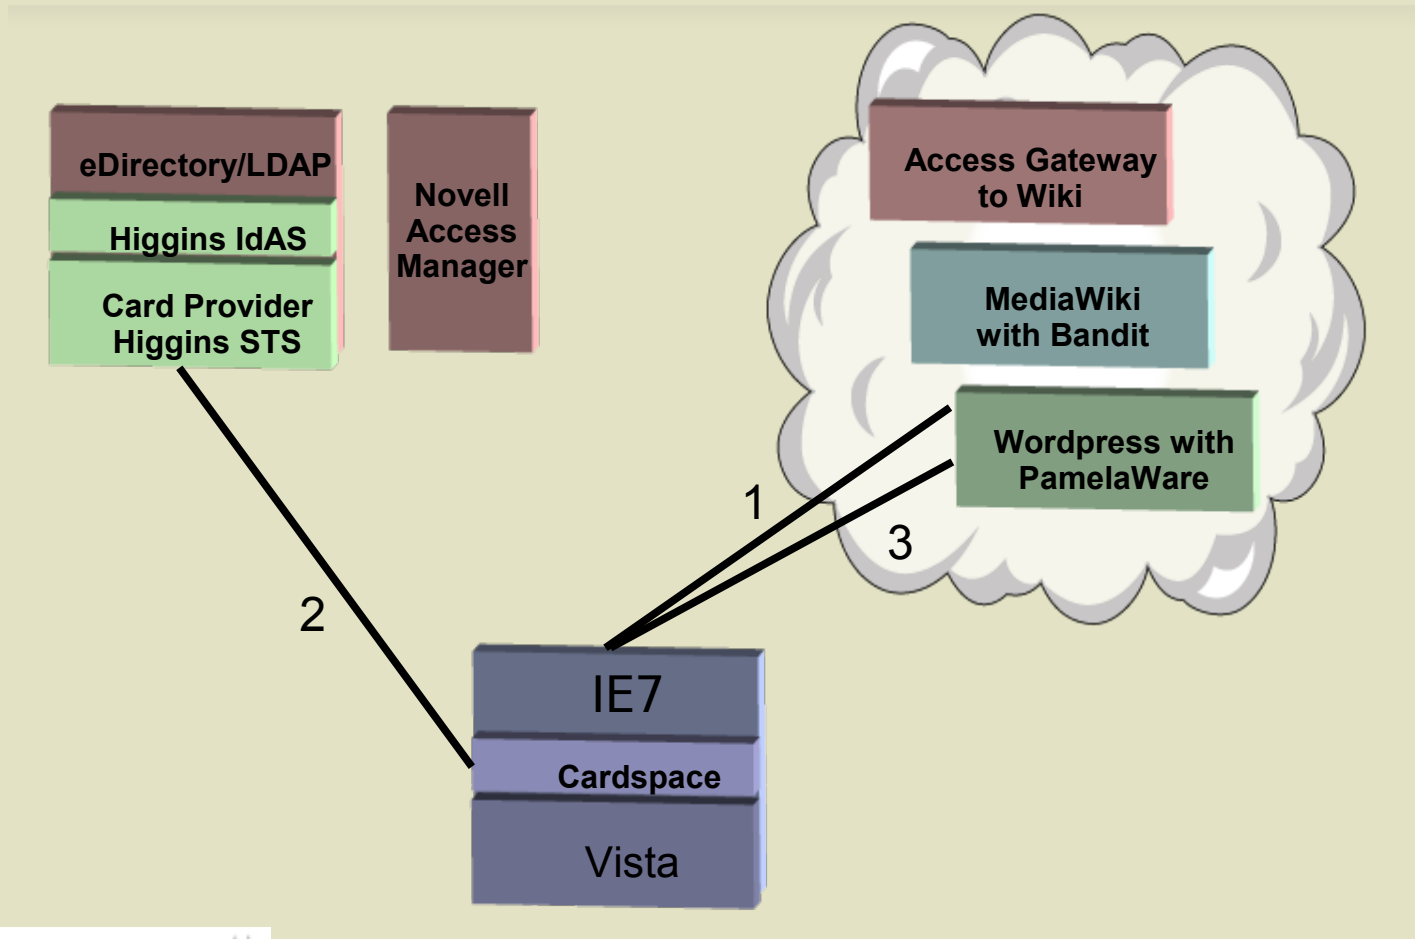 eDirectory/LDAP
Higgins IdAS
Card Provider
Higgins STS
Novell
Access
Manager
Access Gateway
to Wiki
MediaWiki
with Bandit
Wordpress with
PamelaWare
1
3
2
IE7
Cardspace
Vista